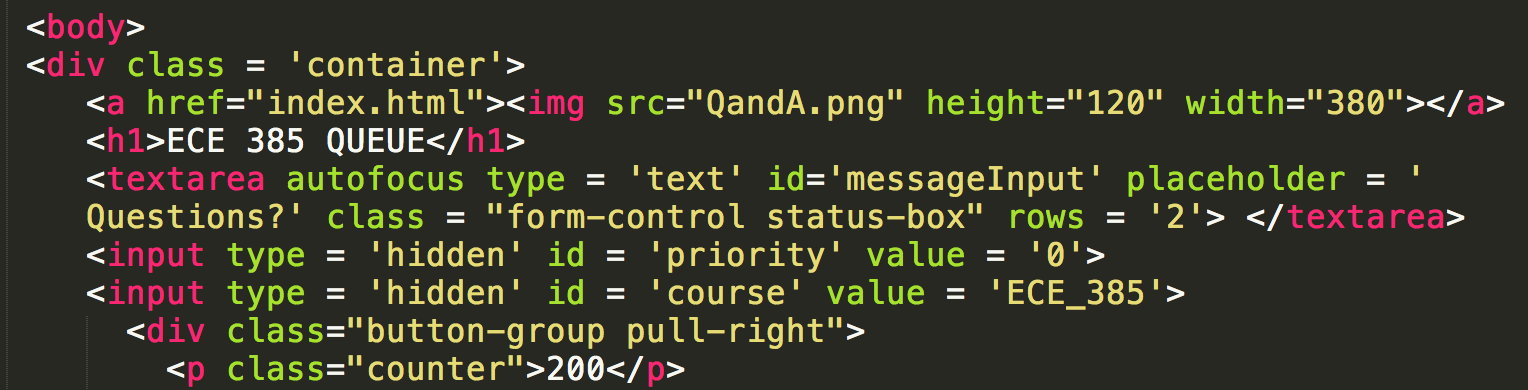 <body>
<div class = 'container'>
<a href="index.html"><img src="QandA.png" height="120" width="380"></a>
<h1>ECE 385 QUEUE</h1>
<textarea autofocus type = 'text' id='messageInput' placeholder = '
Questions?' class = "form-control status-box" rows = '2'> </textarea>
<input type = 'hidden' id = 'priority' value = '0'>
<input type = 'hidden' id = 'course' value = 'ECE_385'>
<div class="button-group pull-right">
<p class="counter">200</p>